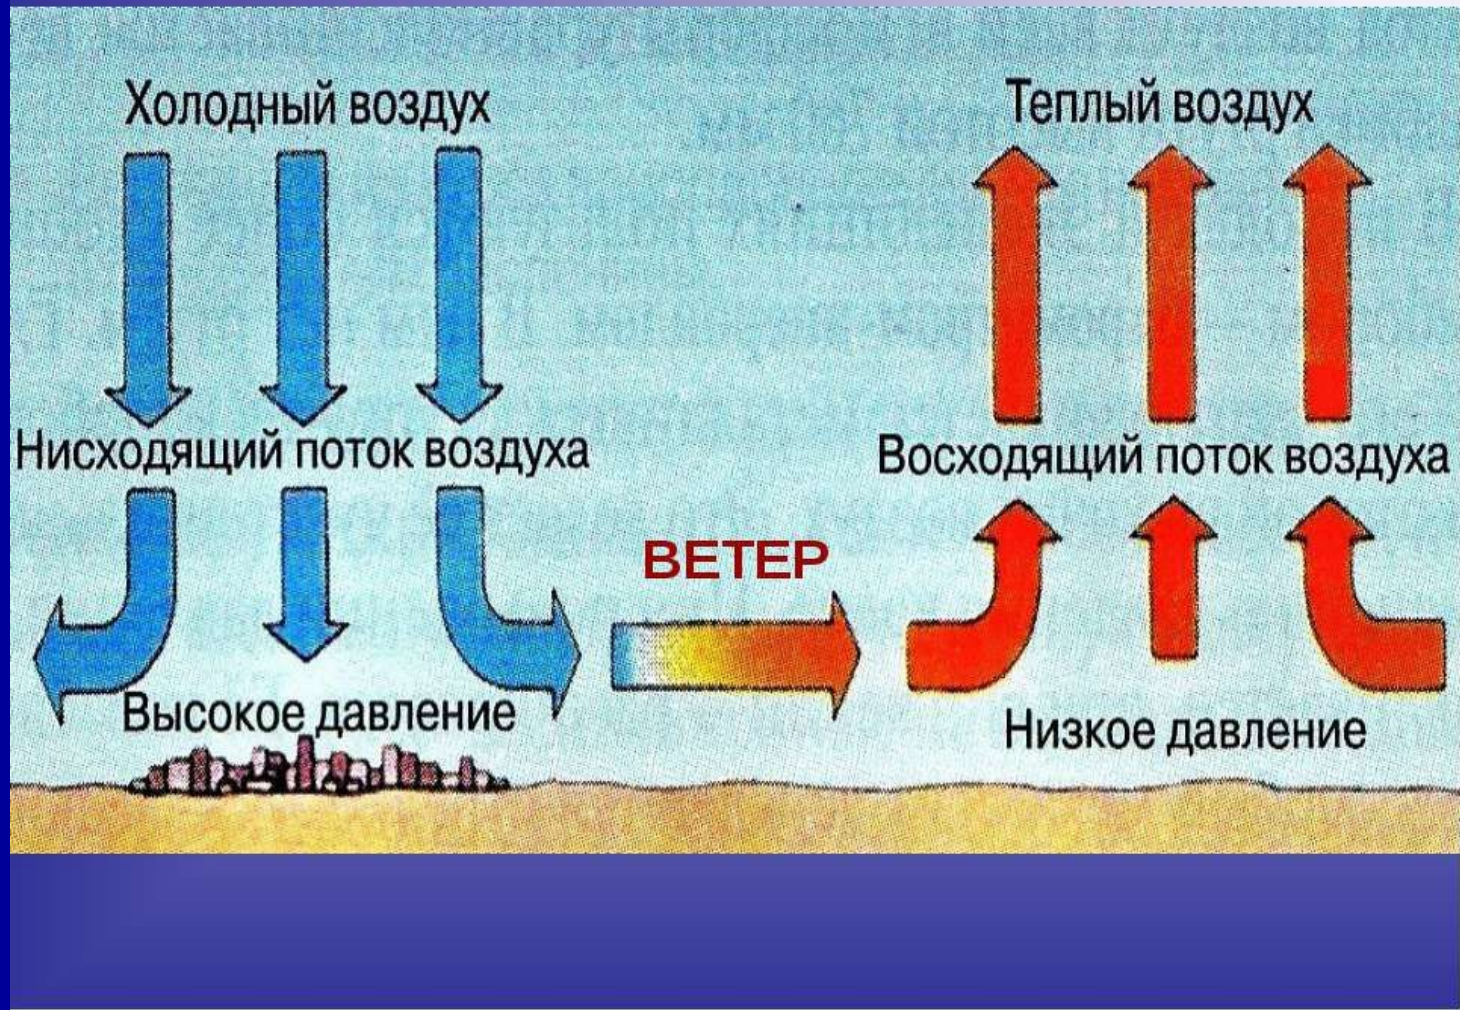 Холодный воздух
Теплый воздух
Нисходящий поток воздуха
Восходящий поток воздуха
ВЕТЕР
Высокое давление
Низкое давление